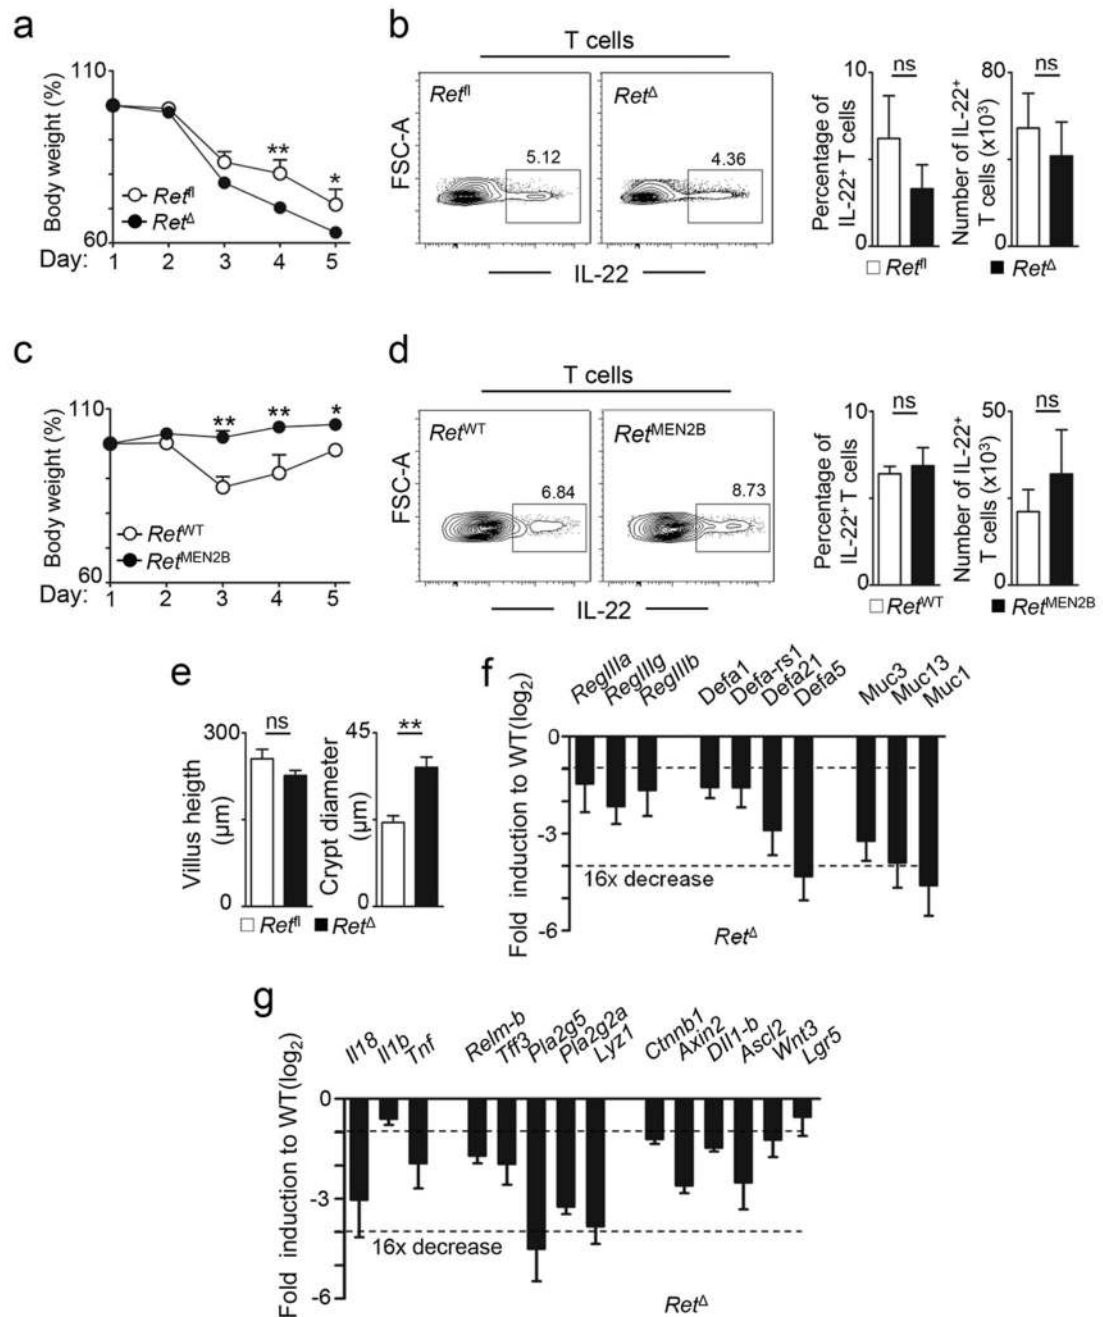 a
Body weight (%)
110
60
Ret^fl
Ret^Δ
**
*
Day: 1 2 3 4 5
b
T cells
Ret^fl
Ret^Δ
5.12
4.36
FSC-A
IL-22
Percentage of
IL-22+ T cells
10
0
ns
Number of IL-22+
T cells (x10^3)
80
0
ns
Ret^fl
Ret^Δ
c
Body weight (%)
110
60
** ** *
Ret^WT
Ret^MEN2B
Day: 1 2 3 4 5
d
T cells
Ret^WT
Ret^MEN2B
6.84
8.73
FSC-A
IL-22
Percentage of
IL-22+ T cells
10
0
ns
Number of IL-22+
T cells (x10^3)
50
0
ns
Ret^WT
Ret^MEN2B
e
Villus heigth
(μm)
300
0
ns
Crypt diameter
(μm)
45
0
**
Ret^fl
Ret^Δ
f
RegIIIa
RegIIIg
RegIIIb
Defa1
Defa-rs1
Defa21
Defa5
Muc3
Muc13
Muc1
Fold induction to WT(log2)
0
-3
-6
16x decrease
Ret^Δ
g
Il18
Il1b
Tnf
Relm-b
Tff3
Pla2g5
Pla2g2a
Lyz1
Ctnnb1
Axin2
Dll1-b
Ascl2
Wnt3
Lgr5
Fold induction to WT(log2)
0
-3
-6
16x decrease
Ret^Δ